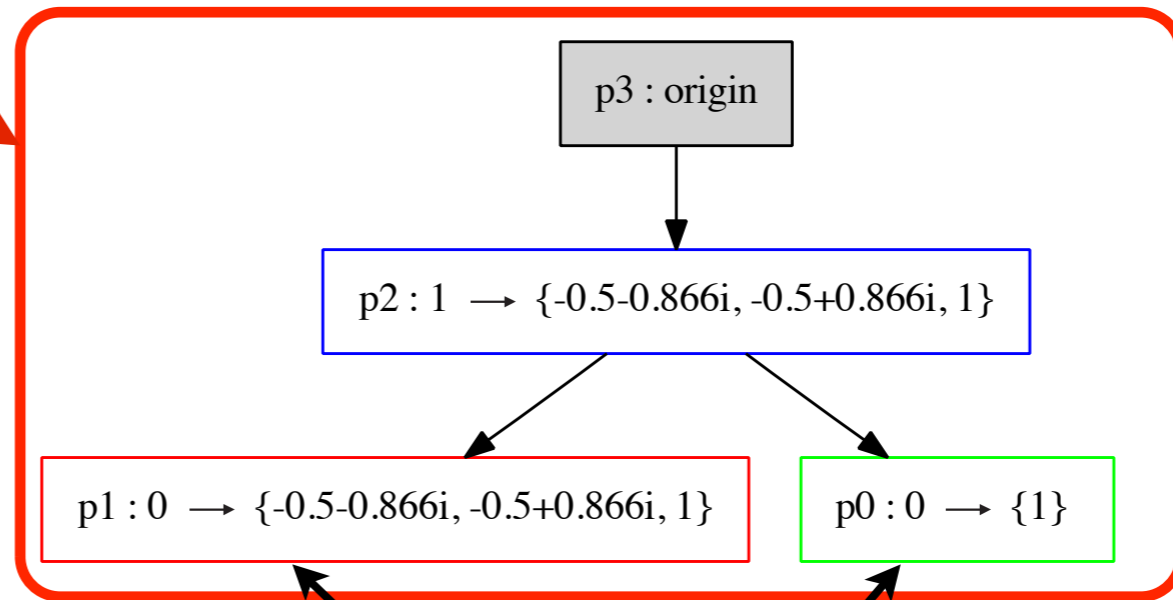 p3 : origin
p2 : 1 → {-0.5-0.866i, -0.5+0.866i, 1}
p1 : 0 → {-0.5-0.866i, -0.5+0.866i, 1}
p0 : 0 → {1}